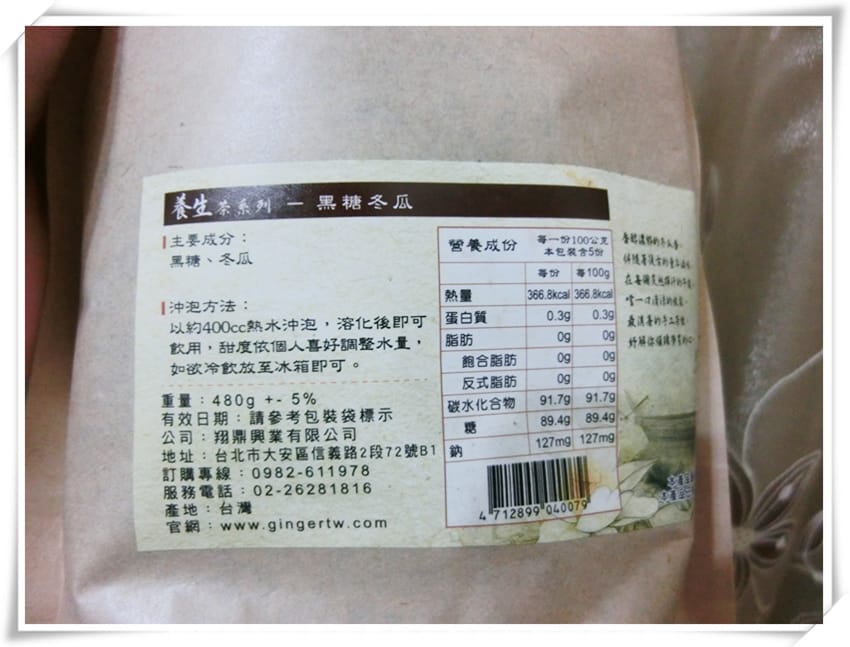 養生茶系列 — 黑糖冬瓜
主要成分：
黑糖、冬瓜
沖泡方法：
以約400cc熱水沖泡，溶化後即可
飲用，甜度依個人喜好調整水量，
如欲冷飲放至冰箱即可。
重量：480g +- 5%
有效日期：請參考包裝袋標示
公司：翔鼎興業有限公司
地址：台北市大安區信義路2段72號B1
訂購專線：0982-611978
服務電話：02-26281816
產地：台灣
官網：www.gingertw.com
營養成份 每一份100公克
本包裝含5份
每份 每100g
熱量 366.8kcal 366.8kcal
蛋白質 0.3g 0.3g
脂肪 0g 0g
飽合脂肪 0g 0g
反式脂肪 0g 0g
碳水化合物 91.7g 91.7g
糖 89.4g 89.4g
鈉 127mg 127mg
4 712899 040079